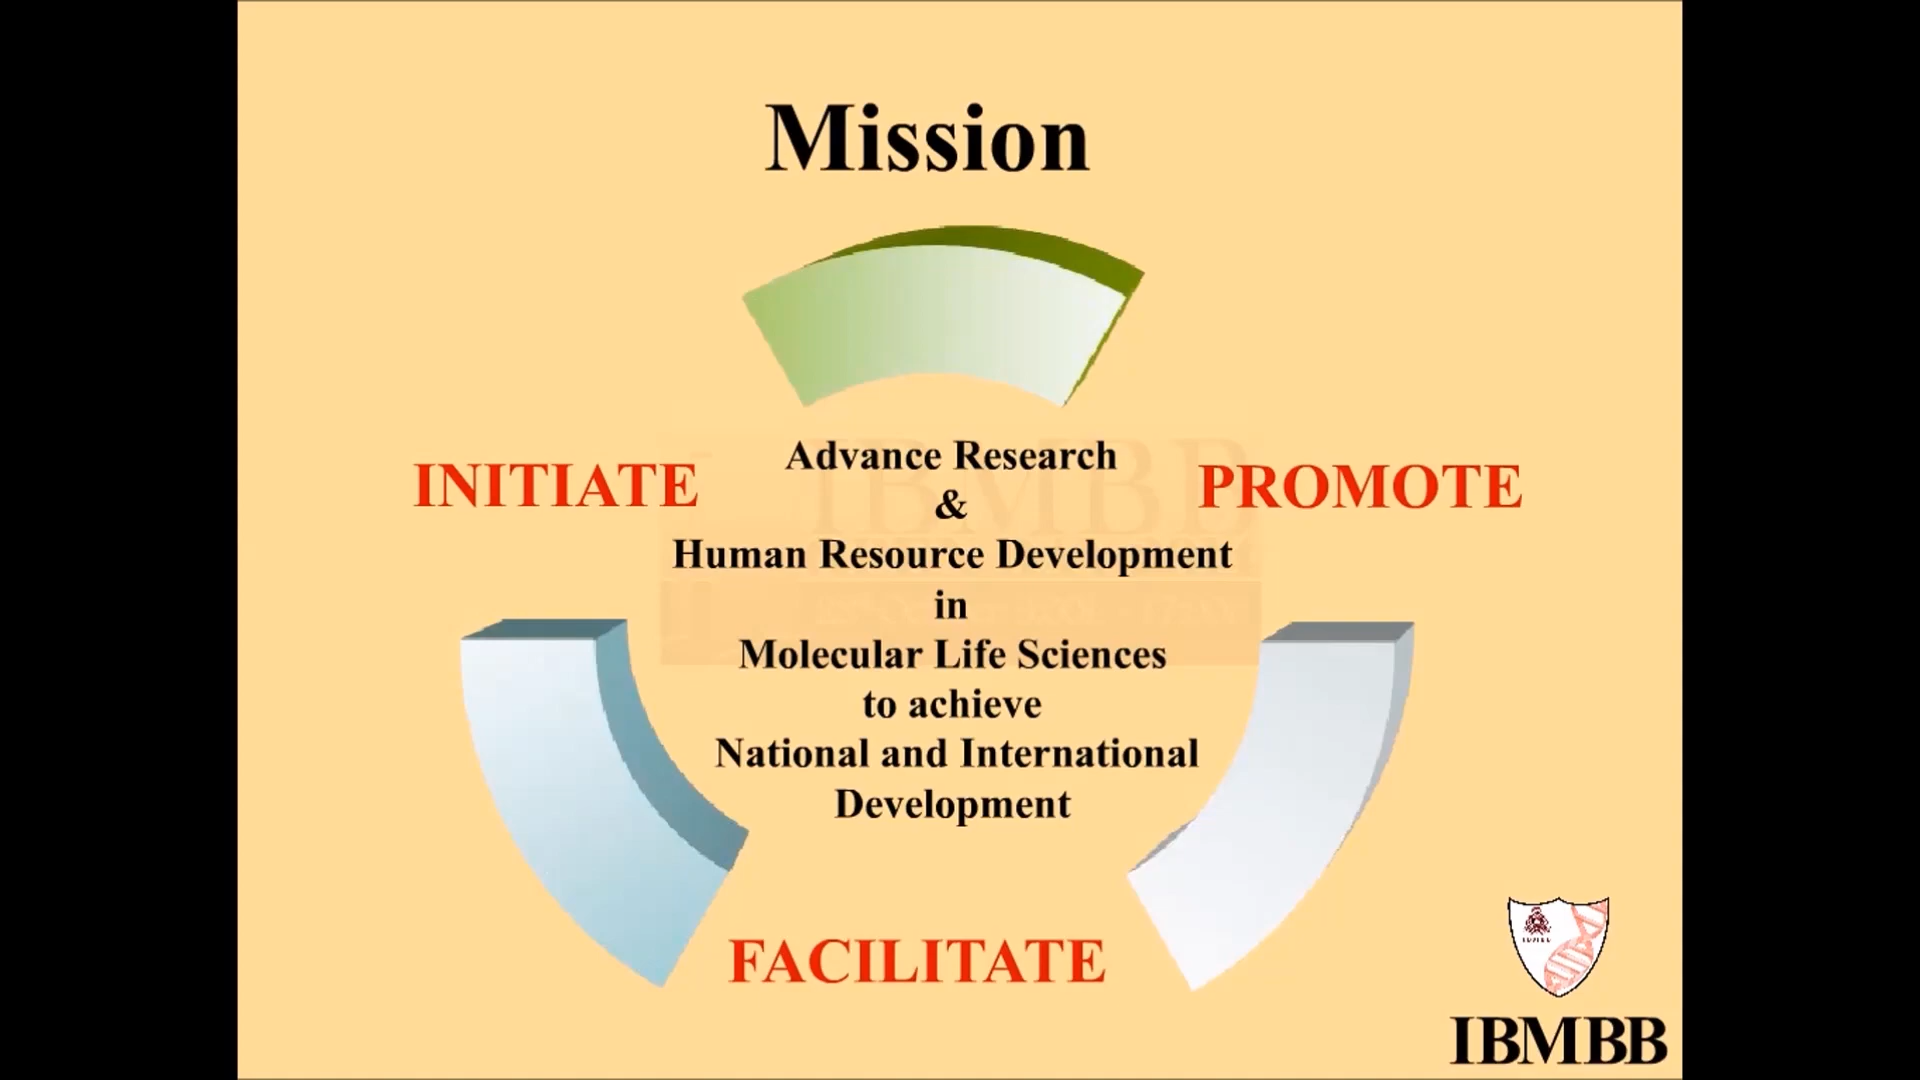 Mission
INITIATE
PROMOTE
Advance Research
&
Human Resource Development
in
Molecular Life Sciences
to achieve
National and International
Development
FACILITATE
IBMBB